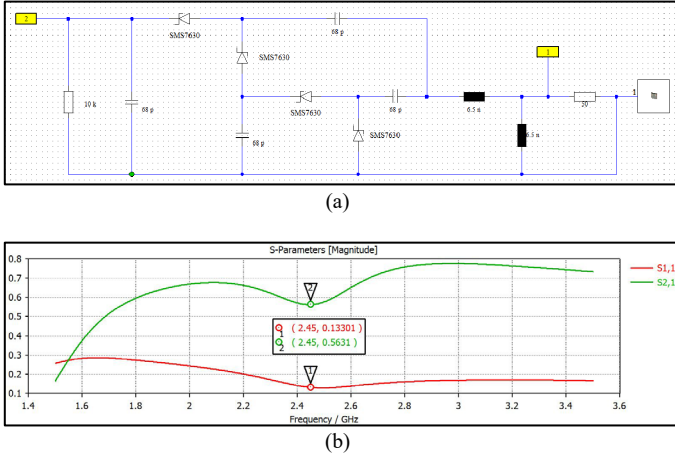 2
68 p
SMS7630
1
SMS7630
10 k
68 p
SMS7630
68 p
6.5 n
50
1
68 p
SMS7630
6.5 n
(a)
S-Parameters [Magnitude]
0.8
0.7
0.6
0.5
0.4
0.3
0.2
0.1
S1,1
S2,1
2
1 ( 2.45, 0.13301 )
2 ( 2.45, 0.5631 )
1
1.4 1.6 1.8 2 2.2 2.4 2.6 2.8 3 3.2 3.4 3.6
Frequency / GHz
(b)